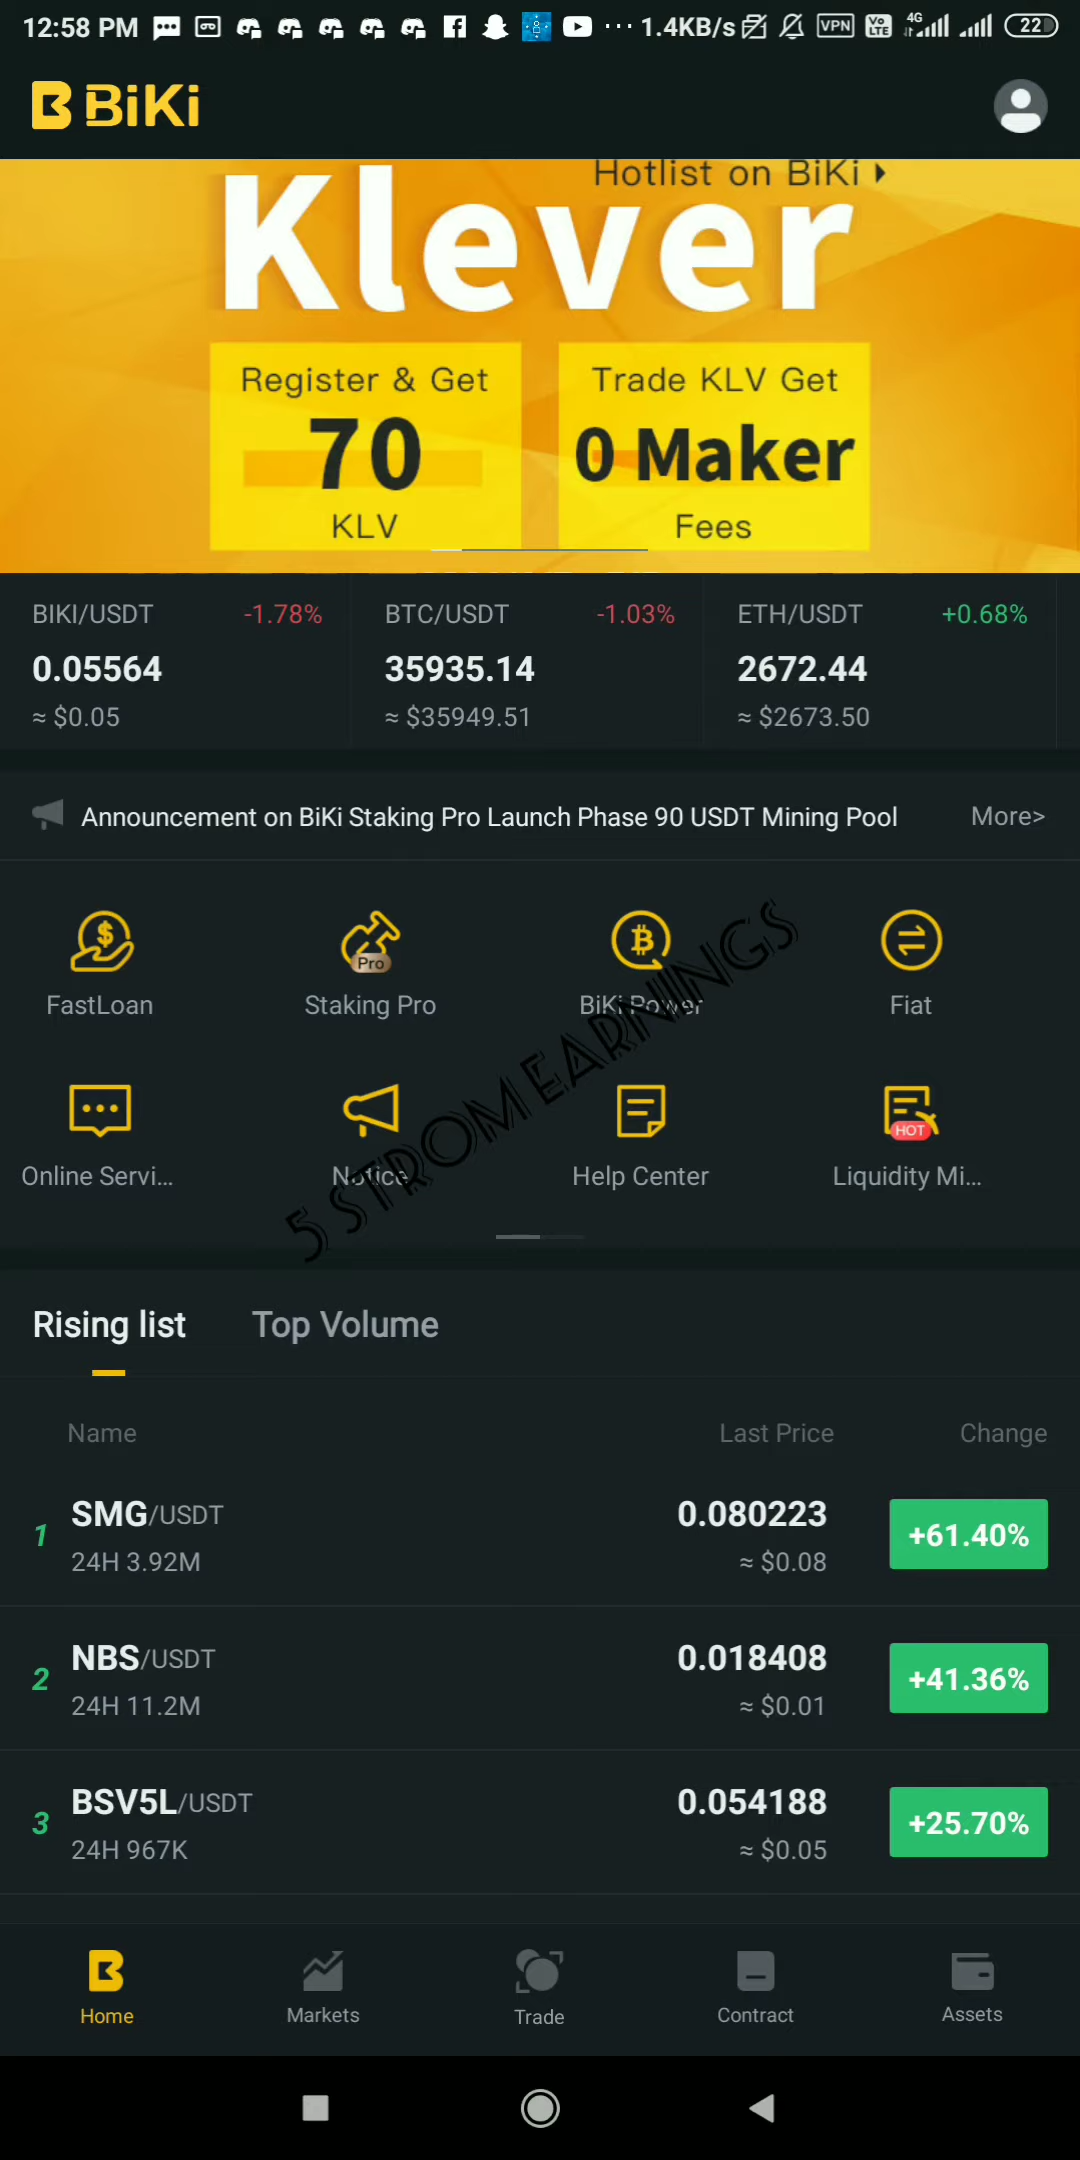 12:58 PM ... 1.4KB/s VPN Vo LTE 4G 22
BiKi
Hotlist on BiKi
Klever
Register & Get
70
KLV
Trade KLV Get
0 Maker
Fees
BIKI/USDT -1.78%
0.05564
≈ $0.05
BTC/USDT -1.03%
35935.14
≈ $35949.51
ETH/USDT +0.68%
2672.44
≈ $2673.50
Announcement on BiKi Staking Pro Launch Phase 90 USDT Mining Pool More>
Pro
FastLoan Staking Pro BiKi Power Fiat
HOT
Online Servi... Notice Help Center Liquidity Mi...
5 STROM EARNINGS
Rising list Top Volume
Name Last Price Change
1 SMG/USDT 0.080223 +61.40%
24H 3.92M ≈ $0.08
2 NBS/USDT 0.018408 +41.36%
24H 11.2M ≈ $0.01
3 BSV5L/USDT 0.054188 +25.70%
24H 967K ≈ $0.05
Home Markets Trade Contract Assets